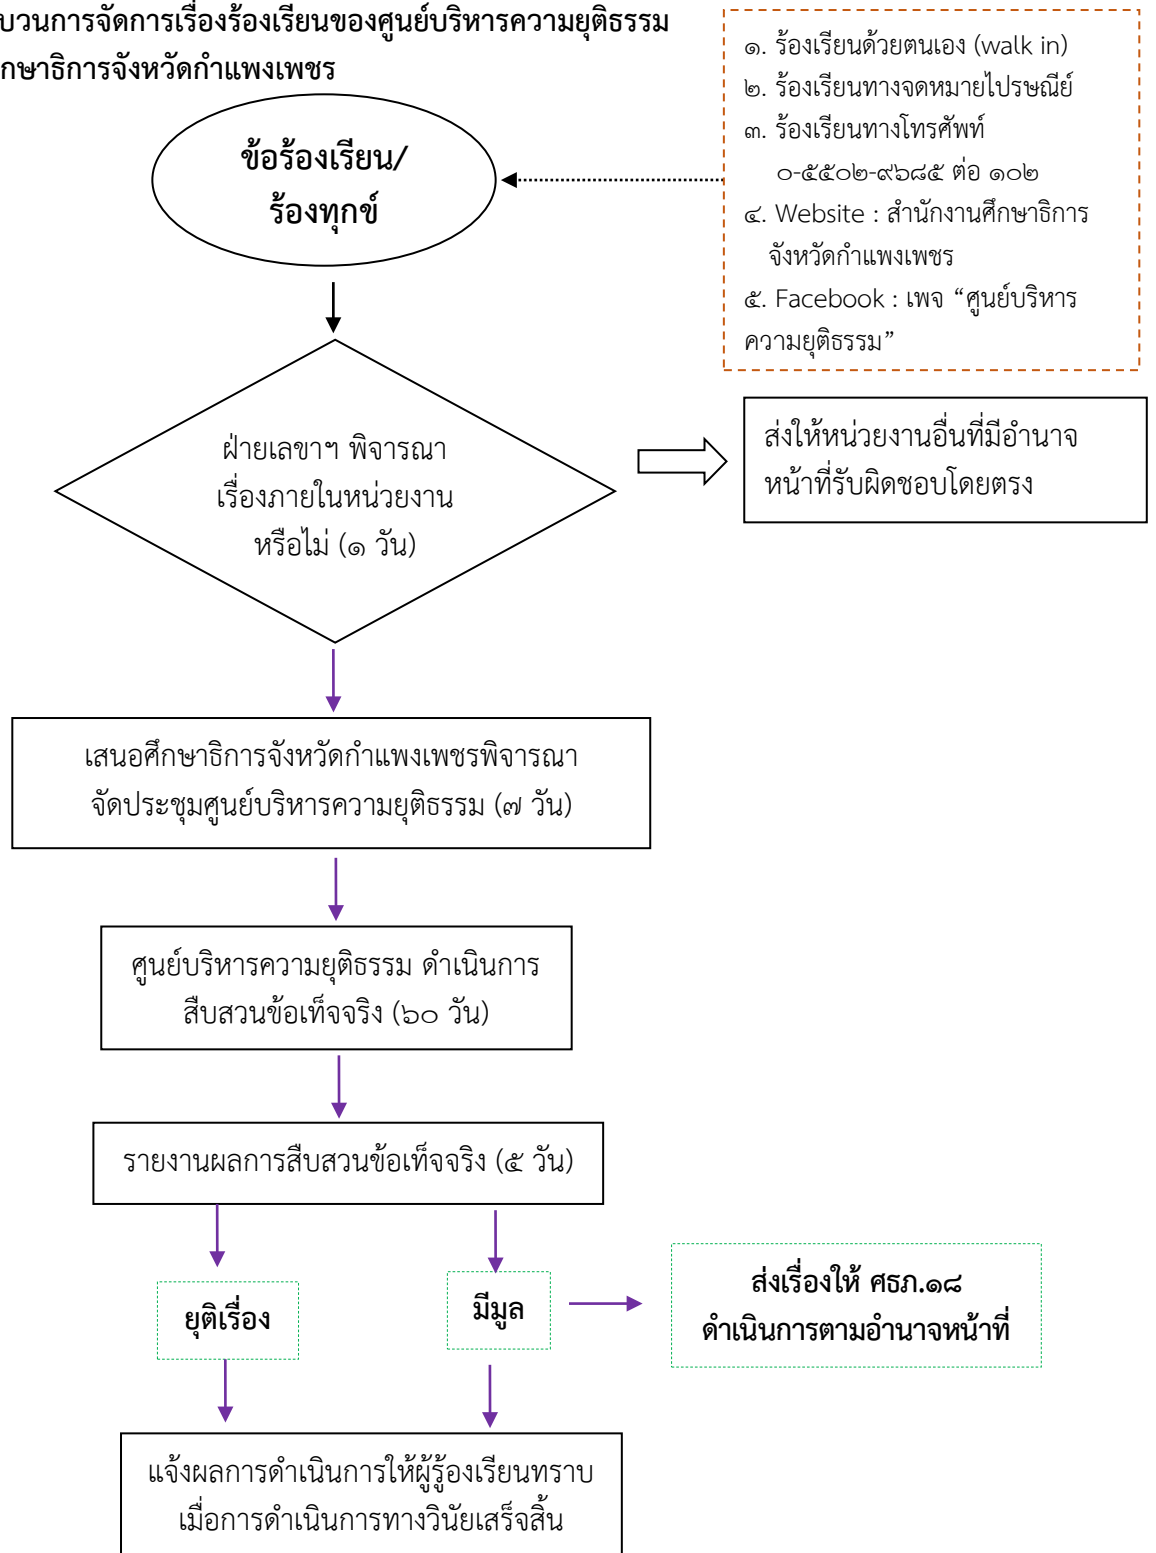 บวนการจัดการเรื่องร้องเรียนของศูนย์บริหารความยุติธรรม
กษาธิการจังหวัดกำแพงเพชร
๑. ร้องเรียนด้วยตนเอง (walk in)
๒. ร้องเรียนทางจดหมายไปรษณีย์
๓. ร้องเรียนทางโทรศัพท์
๐-๕๕๐๒-๙๖๘๕ ต่อ ๑๐๒
๔. Website : สำนักงานศึกษาธิการ
จังหวัดกำแพงเพชร
๕. Facebook : เพจ “ศูนย์บริหาร
ความยุติธรรม”
ข้อร้องเรียน/
ร้องทุกข์
ฝ่ายเลขาฯ พิจารณา
เรื่องภายในหน่วยงาน
หรือไม่ (๑ วัน)
ส่งให้หน่วยงานอื่นที่มีอำนาจ
หน้าที่รับผิดชอบโดยตรง
เสนอศึกษาธิการจังหวัดกำแพงเพชรพิจารณา
จัดประชุมศูนย์บริหารความยุติธรรม (๗ วัน)
ศูนย์บริหารความยุติธรรม ดำเนินการ
สืบสวนข้อเท็จจริง (๖๐ วัน)
รายงานผลการสืบสวนข้อเท็จจริง (๕ วัน)
ยุติเรื่อง
มีมูล
ส่งเรื่องให้ ศธภ.๑๘
ดำเนินการตามอำนาจหน้าที่
แจ้งผลการดำเนินการให้ผู้รู้องเรียนทราบ
เมื่อการดำเนินการทางวินัยเสร็จสิ้น